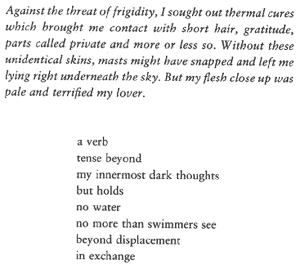 Against the threat of frigidity, I sought out thermal cures
which brought me contact with short hair, gratitude,
parts called private and more or less so. Without these
unidentical skins, masts might have snapped and left me
lying right underneath the sky. But my flesh close up was
pale and terrified my lover.
a verb
tense beyond
my innermost dark thoughts
but holds
no water
no more than swimmers see
beyond displacement
in exchange